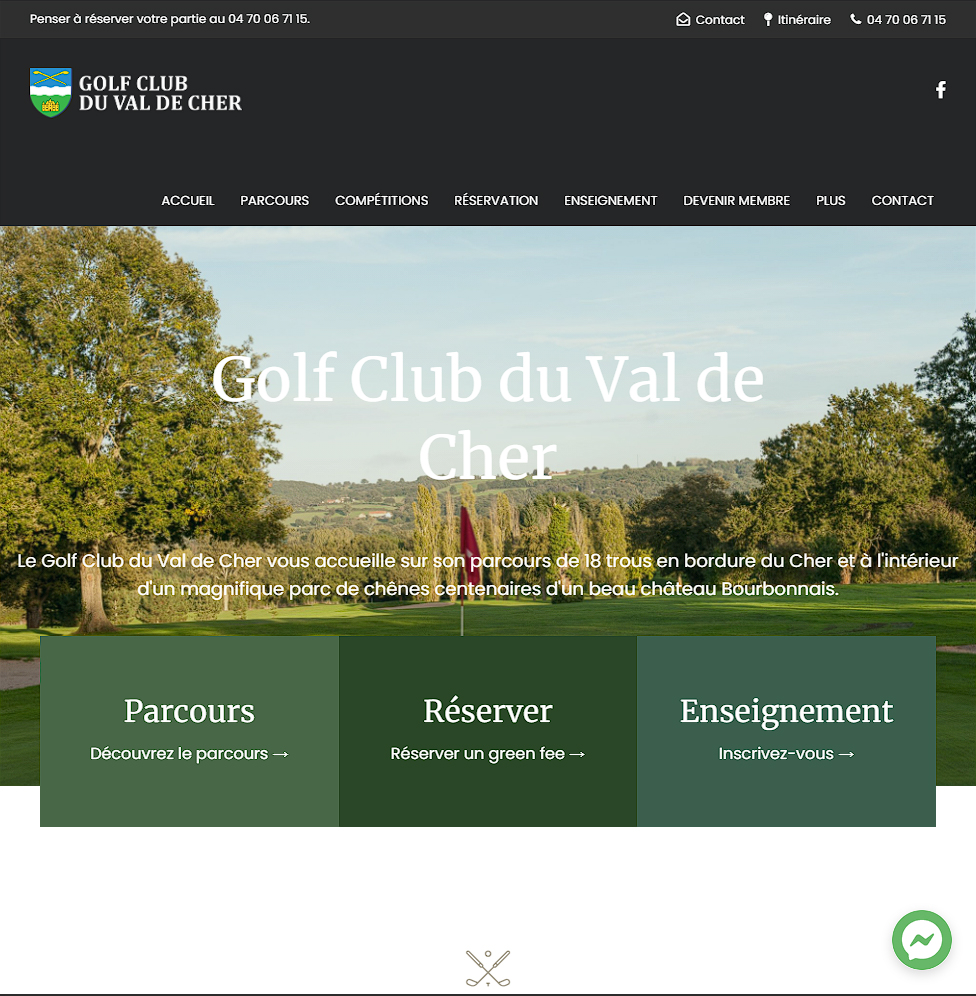 Penser à réserver votre partie au 04 70 06 71 15.
Contact
Itinéraire
04 70 06 71 15
GOLF CLUB
DU VAL DE CHER
ACCUEIL
PARCOURS
COMPÉTITIONS
RÉSERVATION
ENSEIGNEMENT
DEVENIR MEMBRE
PLUS
CONTACT
Golf Club du Val de
Cher
Le Golf Club du Val de Cher vous accueille sur son parcours de 18 trous en bordure du Cher et à l'intérieur
d'un magnifique parc de chênes centenaires d'un beau château Bourbonnais.
Parcours
Découvrez le parcours →
Réserver
Réserver un green fee →
Enseignement
Inscrivez-vous →